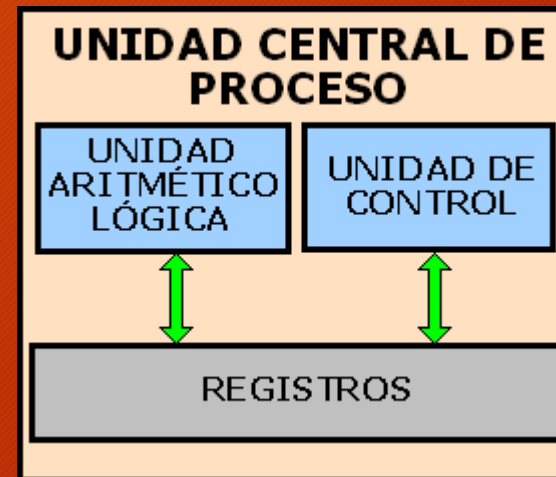 UNIDAD CENTRAL DE
PROCESO
UNIDAD
ARITMÉTICO
LÓGICA
UNIDAD DE
CONTROL
REGISTROS